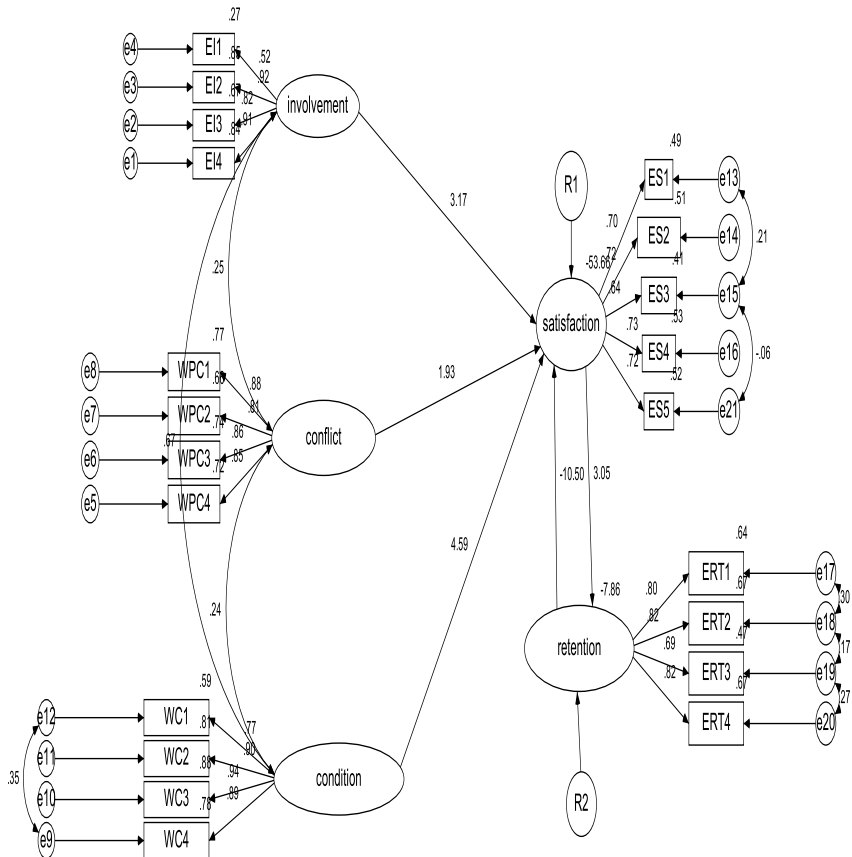 .27
e4 EI1 .85 .52
e3 EI2 .92
.67 .82
e2 EI3 .91
.84
e1 EI4
involvement
.49
R1 ES1 e13
.51
3.17 .70
ES2 e14 .21
.72 .41
-53.66
.25 .64 ES3 e15
.53
satisfaction .73
.77 ES4 e16 -.06
.72 .52
e8 WPC1 .88 1.93
.66 .81
ES5 e21
e7 WPC2
.74 .86
conflict
.67
e6 WPC3 .85
.72
e5 WPC4
-10.50 3.05
4.59
.64
.80 ERT1 e17
-7.86 .67 .30
.24 .82 ERT2 e18
.47
retention .69 .17
.82 ERT3 e19
.67
.59 .27
ERT4 e20
e12 WC1 .81 .77
.90
e11 WC2
.88 .94
.35 condition
e10 WC3 .89
.78
R2
e9 WC4